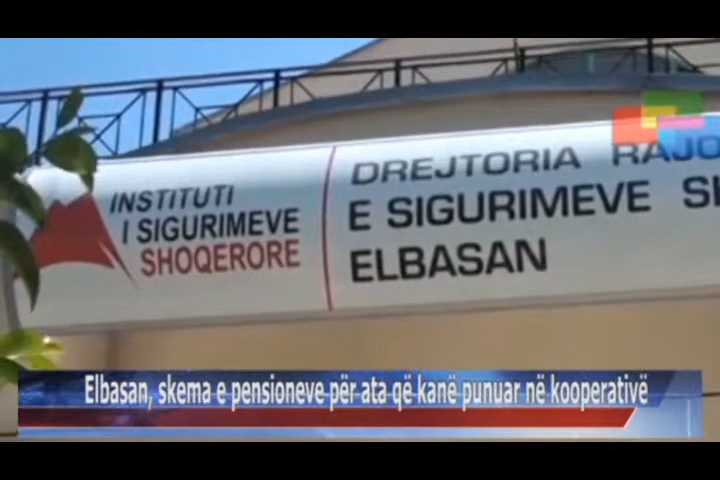 INSTITUTI
I SIGURIMEVE
SHOQERORE
DREJTORIA
E SIGURIMEVE
ELBASAN
Elbasan, skema e pensioneve për ata që kanë punuar në kooperativë